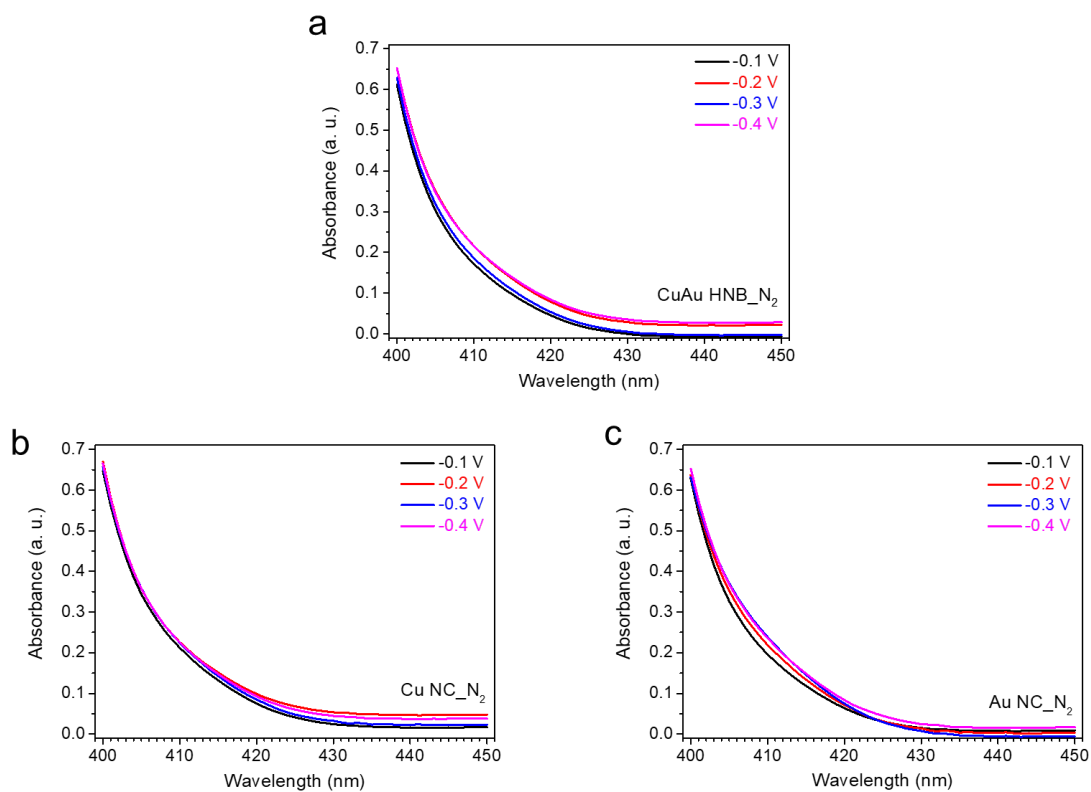 a
0.7
0.6
0.5
0.4
0.3
0.2
0.1
0.0
Absorbance (a. u.)
-0.1 V
-0.2 V
-0.3 V
-0.4 V
CuAu HNB_N₂
400 410 420 430 440 450
Wavelength (nm)
b
0.7
0.6
0.5
0.4
0.3
0.2
0.1
0.0
Absorbance (a. u.)
-0.1 V
-0.2 V
-0.3 V
-0.4 V
Cu NC_N₂
400 410 420 430 440 450
Wavelength (nm)
c
0.7
0.6
0.5
0.4
0.3
0.2
0.1
0.0
Absorbance (a. u.)
-0.1 V
-0.2 V
-0.3 V
-0.4 V
Au NC_N₂
400 410 420 430 440 450
Wavelength (nm)